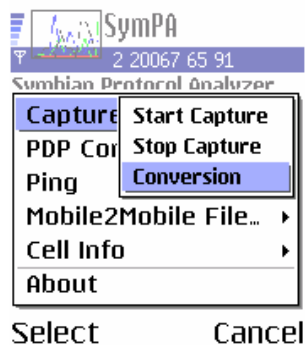 SymPA
2 20067 65 91
Symbian Protocol Analyzer
Capture
Start Capture
Stop Capture
Conversion
PDP Con
Ping
Mobile2Mobile File…
Cell Info
About
Select
Cancel